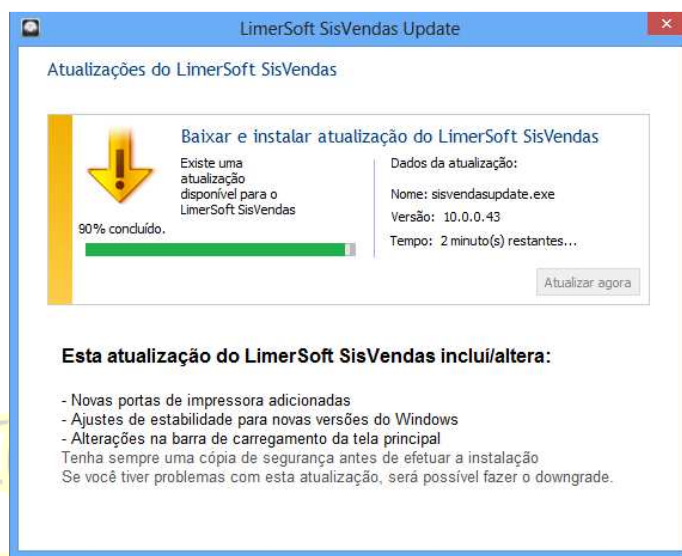 LimerSoft SisVendas Update
Atualizações do LimerSoft SisVendas
Baixar e instalar atualização do LimerSoft SisVendas
Existe uma
atualização
disponível para o
LimerSoft SisVendas
90% concluído.
Dados da atualização:
Nome: sisvendasupdate.exe
Versão: 10.0.0.43
Tempo: 2 minuto(s) restantes...
Atualizar agora
Esta atualização do LimerSoft SisVendas incluí/altera:
- Novas portas de impressora adicionadas
- Ajustes de estabilidade para novas versões do Windows
- Alterações na barra de carregamento da tela principal
Tenha sempre uma cópia de segurança antes de efetuar a instalação
Se você tiver problemas com esta atualização, será possível fazer o downgrade.